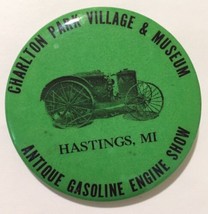 CHARLTON PARK VILLAGE & MUSEUM
HASTINGS, MI
ANTIQUE GASOLINE ENGINE SHOW